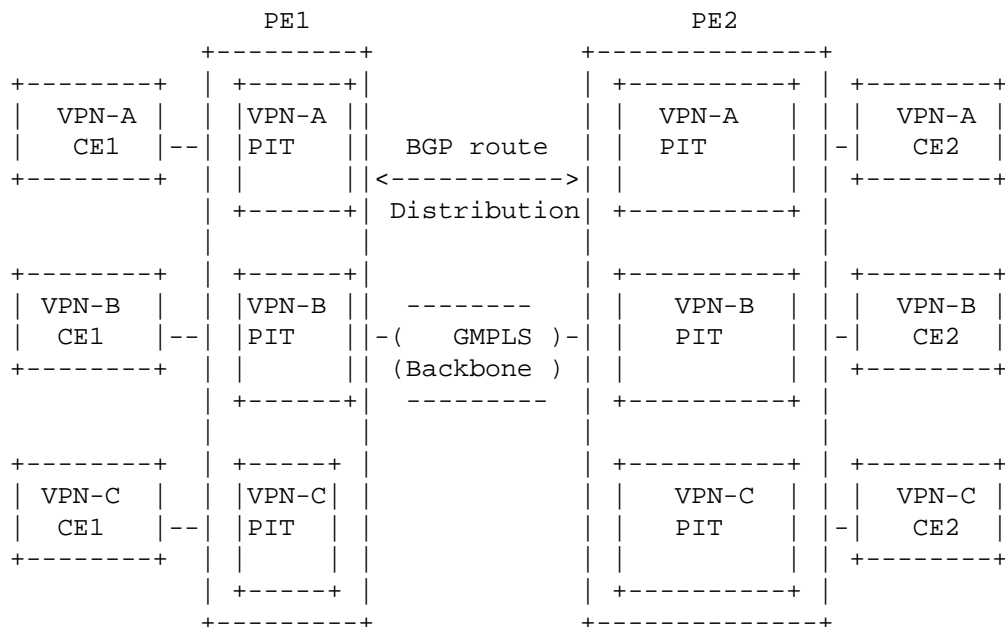 PE1 PE2
VPN-A VPN-A VPN-A VPN-A
CE1 PIT BGP route PIT CE2
Distribution
VPN-B VPN-B VPN-B VPN-B
CE1 PIT ( GMPLS ) PIT CE2
(Backbone )
VPN-C VPN-C VPN-C VPN-C
CE1 PIT PIT CE2